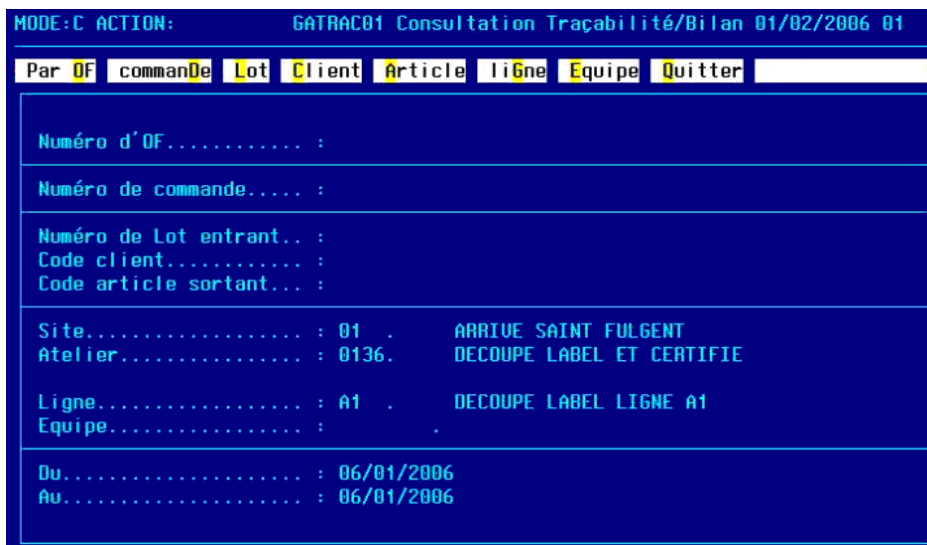 MODE:C ACTION: GATRAC01 Consultation Traçabilité/Bilan 01/02/2006 01
Par OF commanDe Lot Client Article liGne Equipe Quitter
Numéro d'OF............ :
Numéro de commande..... :
Numéro de Lot entrant.. :
Code client............ :
Code article sortant... :
Site................... : 01 . ARRIVE SAINT FULGENT
Atelier................ : 0136. DECOUPE LABEL ET CERTIFIE
Ligne.................. : A1 . DECOUPE LABEL LIGNE A1
Equipe................. : .
Du..................... : 06/01/2006
Au..................... : 06/01/2006